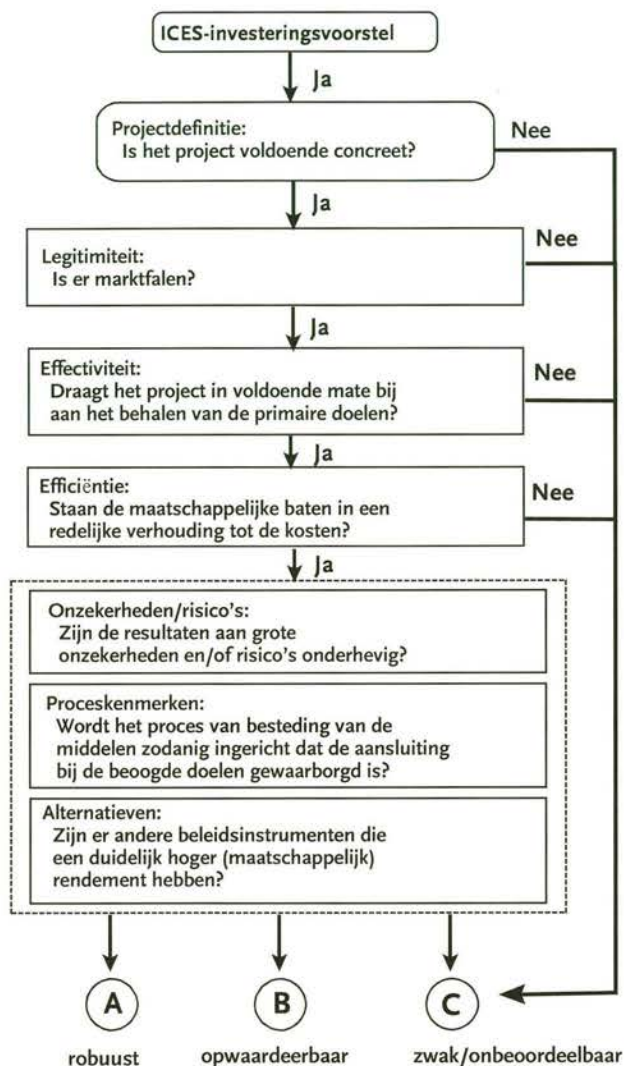 ICES-investeringsvoorstel
Ja
Projectdefinitie:
Is het project voldoende concreet?
Nee
Ja
Legitimiteit:
Is er marktfalen?
Nee
Ja
Effectiviteit:
Draagt het project in voldoende mate bij
aan het behalen van de primaire doelen?
Nee
Ja
Efficiëntie:
Staan de maatschappelijke baten in een
redelijke verhouding tot de kosten?
Nee
Ja
Onzekerheden/risico's:
Zijn de resultaten aan grote
onzekerheden en/of risico's onderhevig?
Proceskenmerken:
Wordt het proces van besteding van de
middelen zodanig ingericht dat de aansluiting
bij de beoogde doelen gewaarborgd is?
Alternatieven:
Zijn er andere beleidsinstrumenten die
een duidelijk hoger (maatschappelijk)
rendement hebben?
A
B
C
robuust
opwaardeerbaar
zwak/onbeoordeelbaar